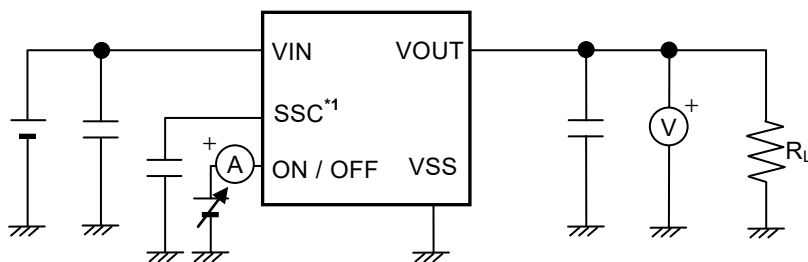 VIN VOUT
SSC*1
+ A ON / OFF VSS
+ V
RL